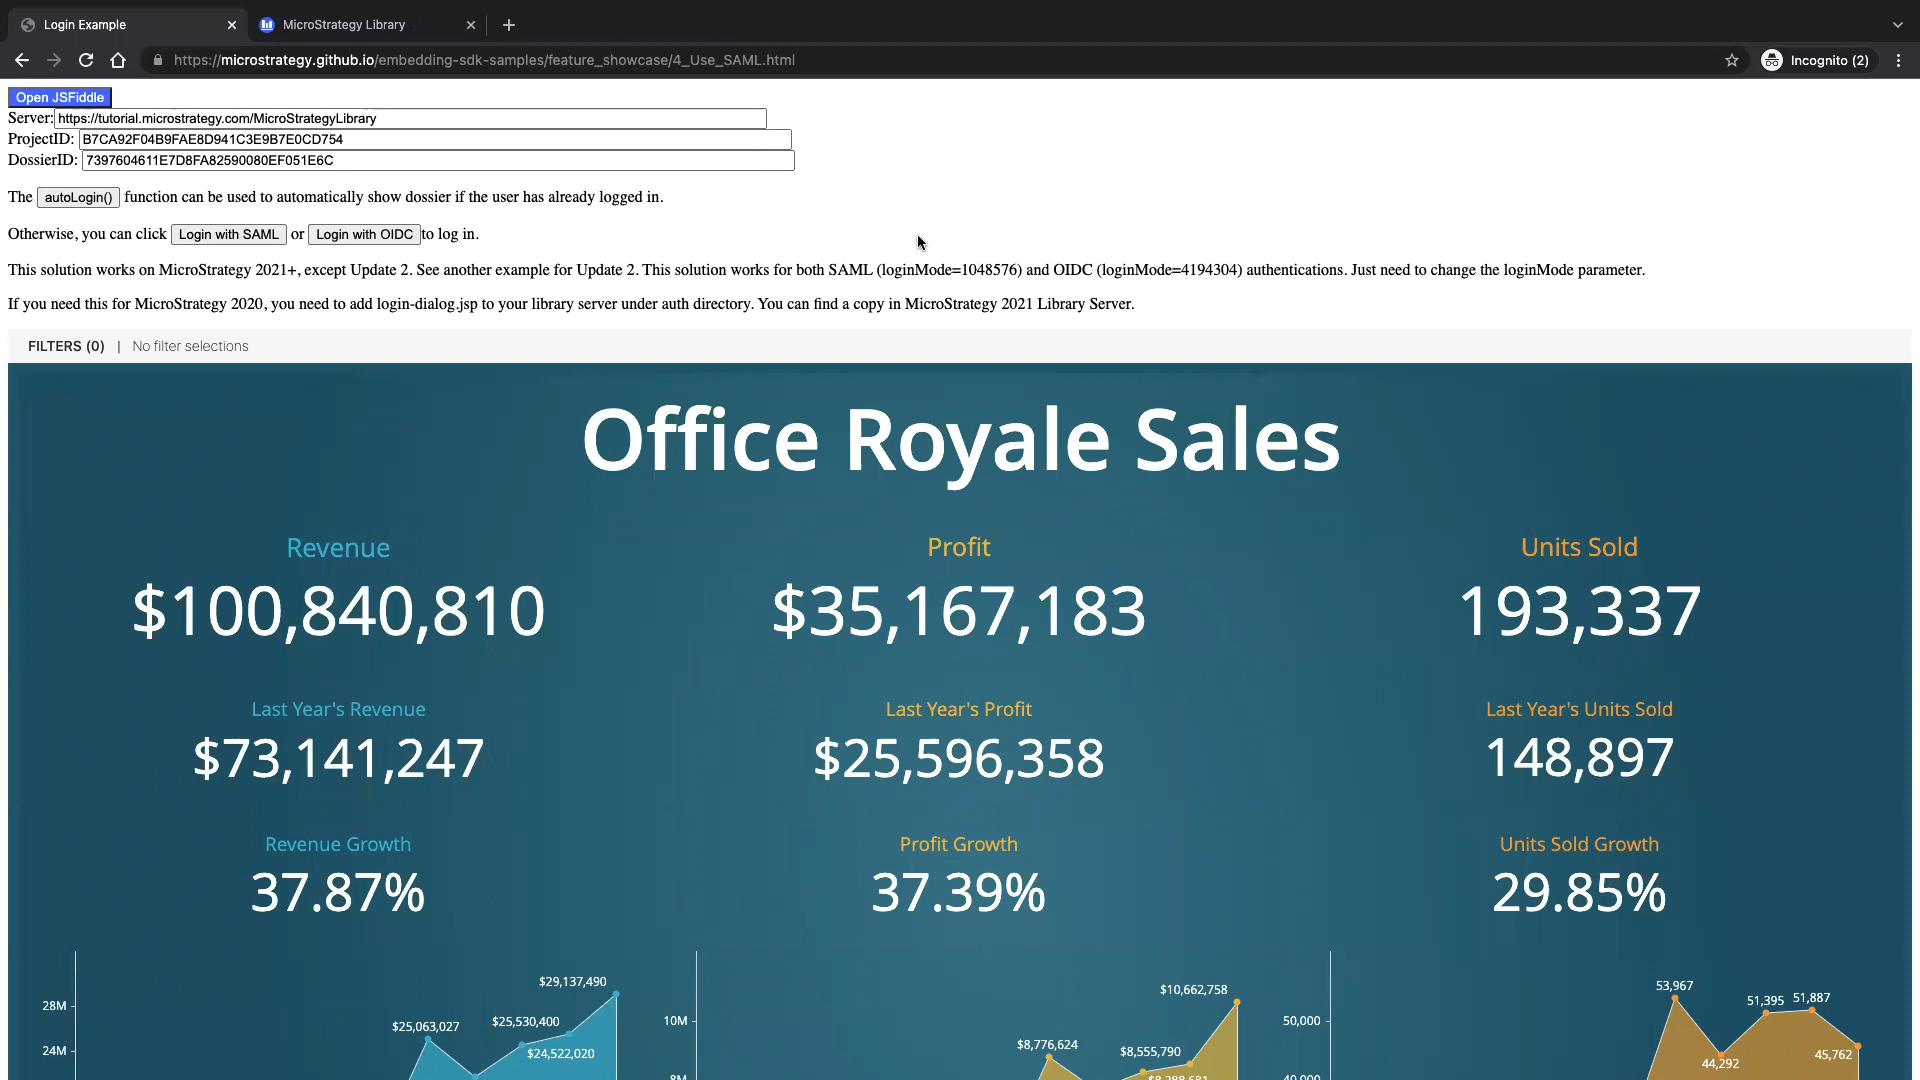 Login Example
MicroStrategy Library
https://microstrategy.github.io/embedding-sdk-samples/feature_showcase/4_Use_SAML.html
Incognito (2)
Open JSFiddle
Server: https://tutorial.microstrategy.com/MicroStrategyLibrary
ProjectID: B7CA92F04B9FAE8D941C3E9B7E0CD754
DossierID: 7397604611E7D8FA82590080EF051E6C
The autoLogin() function can be used to automatically show dossier if the user has already logged in.
Otherwise, you can click Login with SAML or Login with OIDC to log in.
This solution works on MicroStrategy 2021+, except Update 2. See another example for Update 2. This solution works for both SAML (loginMode=1048576) and OIDC (loginMode=4194304) authentications. Just need to change the loginMode parameter.
If you need this for MicroStrategy 2020, you need to add login-dialog.jsp to your library server under auth directory. You can find a copy in MicroStrategy 2021 Library Server.
FILTERS (0) | No filter selections
Office Royale Sales
Revenue Profit Units Sold
$100,840,810 $35,167,183 193,337
Last Year's Revenue Last Year's Profit Last Year's Units Sold
$73,141,247 $25,596,358 148,897
Revenue Growth Profit Growth Units Sold Growth
37.87% 37.39% 29.85%
$29,137,490 $10,662,758 53,967
28M $25,063,027 $25,530,400 10M 50,000 51,395 51,887
24M $24,522,020 $8,776,624 $8,555,790 44,292 45,762
8M 40,000